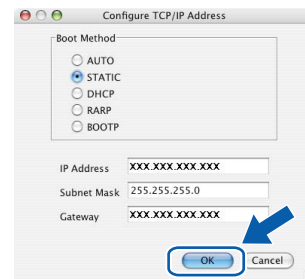 Configure TCP/IP Address
Boot Method
AUTO
STATIC
DHCP
RARP
BOOTP
IP Address XXX.XXX.XXX.XXX
Subnet Mask 255.255.255.0
Gateway XXX.XXX.XXX.XXX
OK Cancel